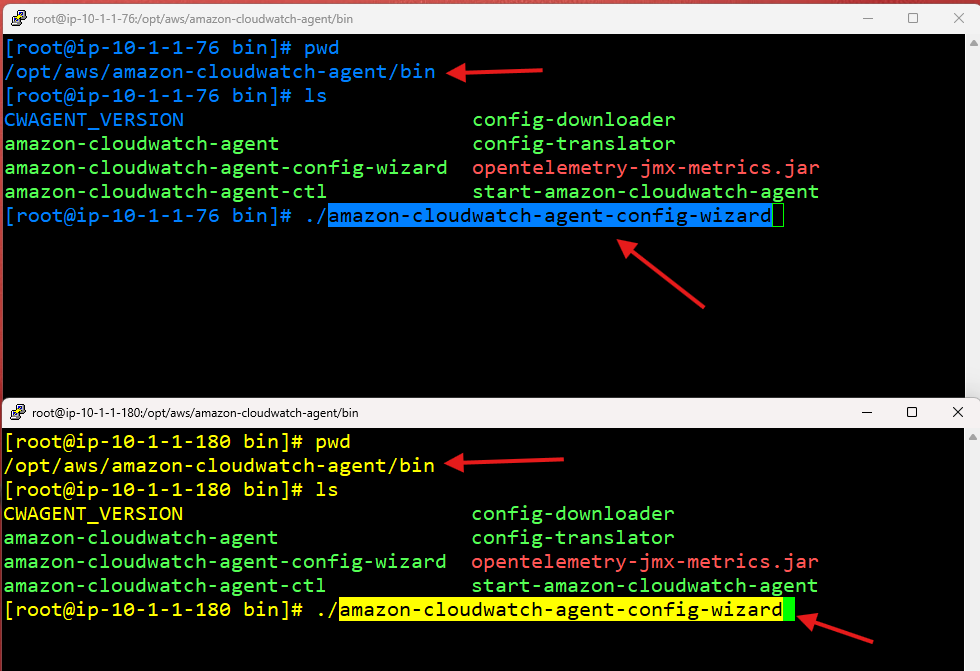 root@ip-10-1-1-76:/opt/aws/amazon-cloudwatch-agent/bin
[root@ip-10-1-1-76 bin]# pwd
/opt/aws/amazon-cloudwatch-agent/bin
[root@ip-10-1-1-76 bin]# ls
CWAGENT_VERSION config-downloader
amazon-cloudwatch-agent config-translator
amazon-cloudwatch-agent-config-wizard opentelemetry-jmx-metrics.jar
amazon-cloudwatch-agent-ctl start-amazon-cloudwatch-agent
[root@ip-10-1-1-76 bin]# ./amazon-cloudwatch-agent-config-wizard
root@ip-10-1-1-180:/opt/aws/amazon-cloudwatch-agent/bin
[root@ip-10-1-1-180 bin]# pwd
/opt/aws/amazon-cloudwatch-agent/bin
[root@ip-10-1-1-180 bin]# ls
CWAGENT_VERSION config-downloader
amazon-cloudwatch-agent config-translator
amazon-cloudwatch-agent-config-wizard opentelemetry-jmx-metrics.jar
amazon-cloudwatch-agent-ctl start-amazon-cloudwatch-agent
[root@ip-10-1-1-180 bin]# ./amazon-cloudwatch-agent-config-wizard